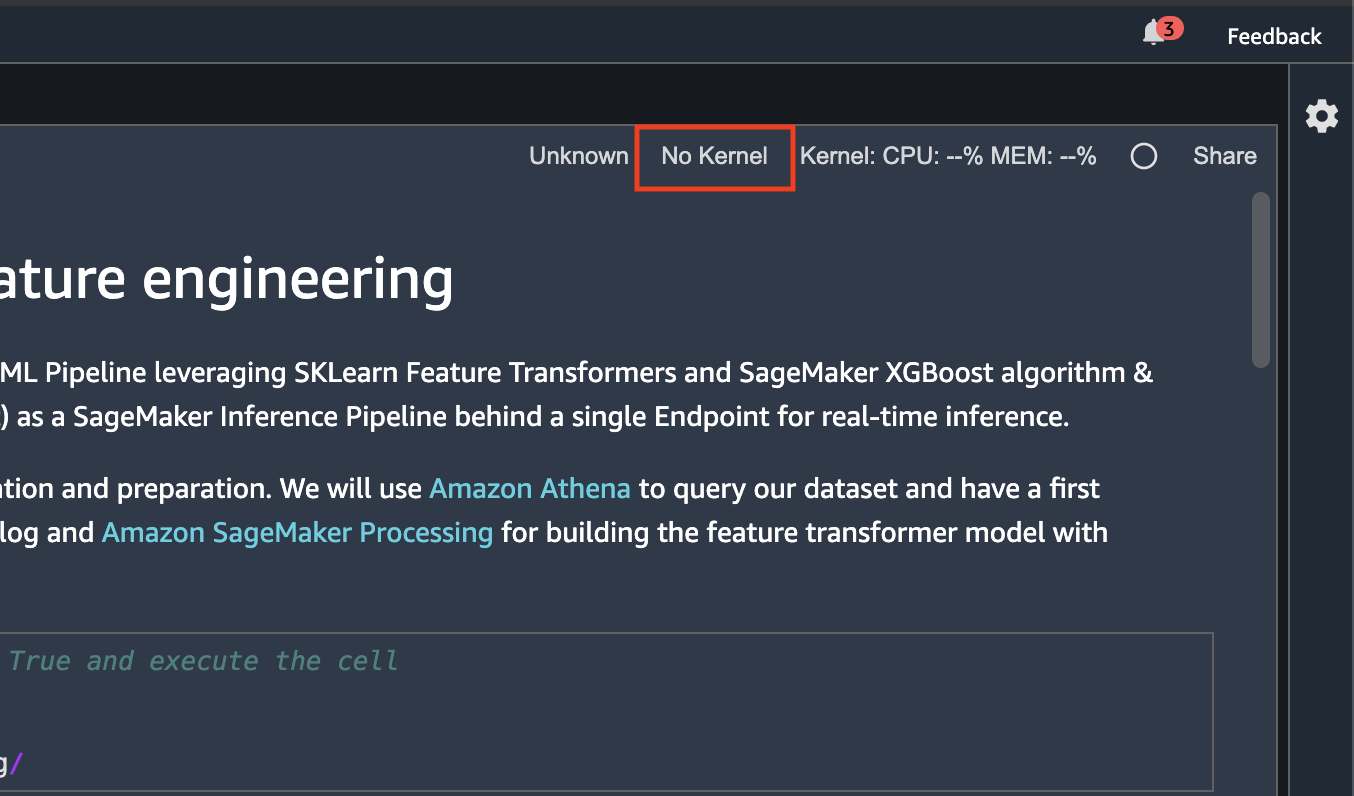 3
Feedback
Unknown No Kernel Kernel: CPU: --% MEM: --% Share
ature engineering
ML Pipeline leveraging SKLearn Feature Transformers and SageMaker XGBoost algorithm &
) as a SageMaker Inference Pipeline behind a single Endpoint for real-time inference.
ation and preparation. We will use Amazon Athena to query our dataset and have a first
log and Amazon SageMaker Processing for building the feature transformer model with
True and execute the cell
g/